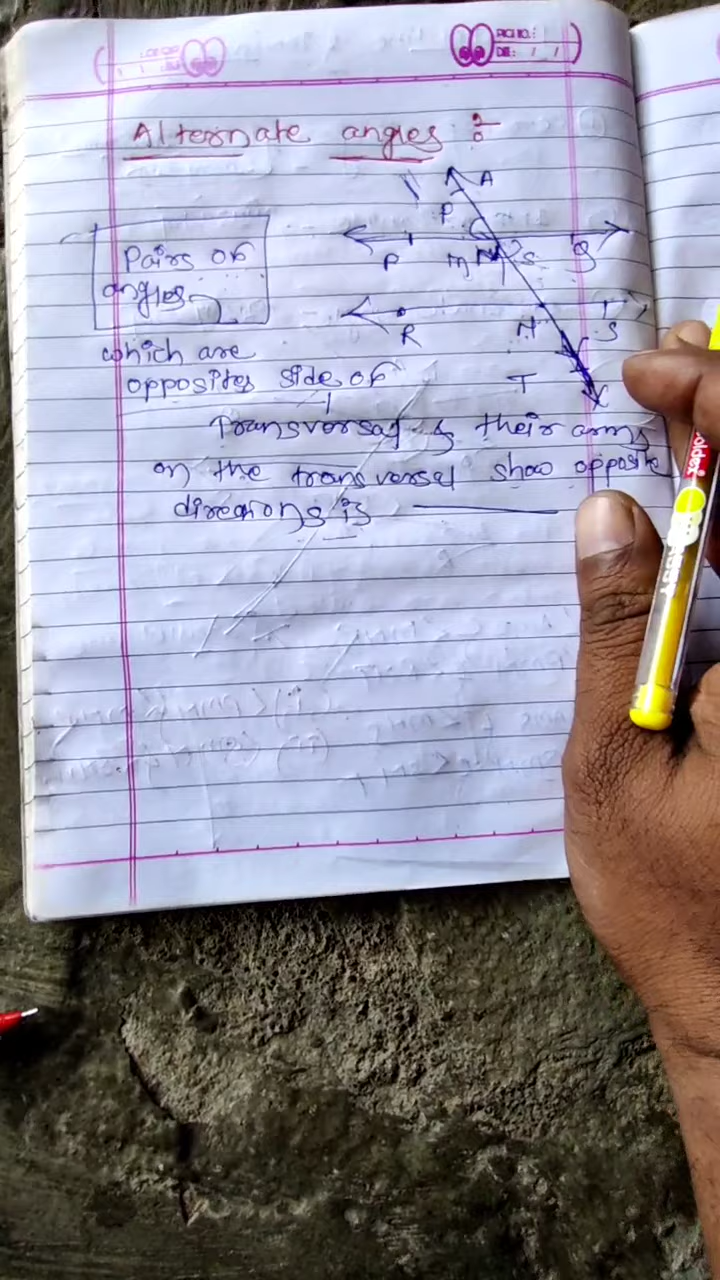 Alternate angles :-
A
P
P M N S Q
R N S
T
Pairs of
angles
which are
opposites side of
Transversal & their arms
on the transversal show opposite
directions is